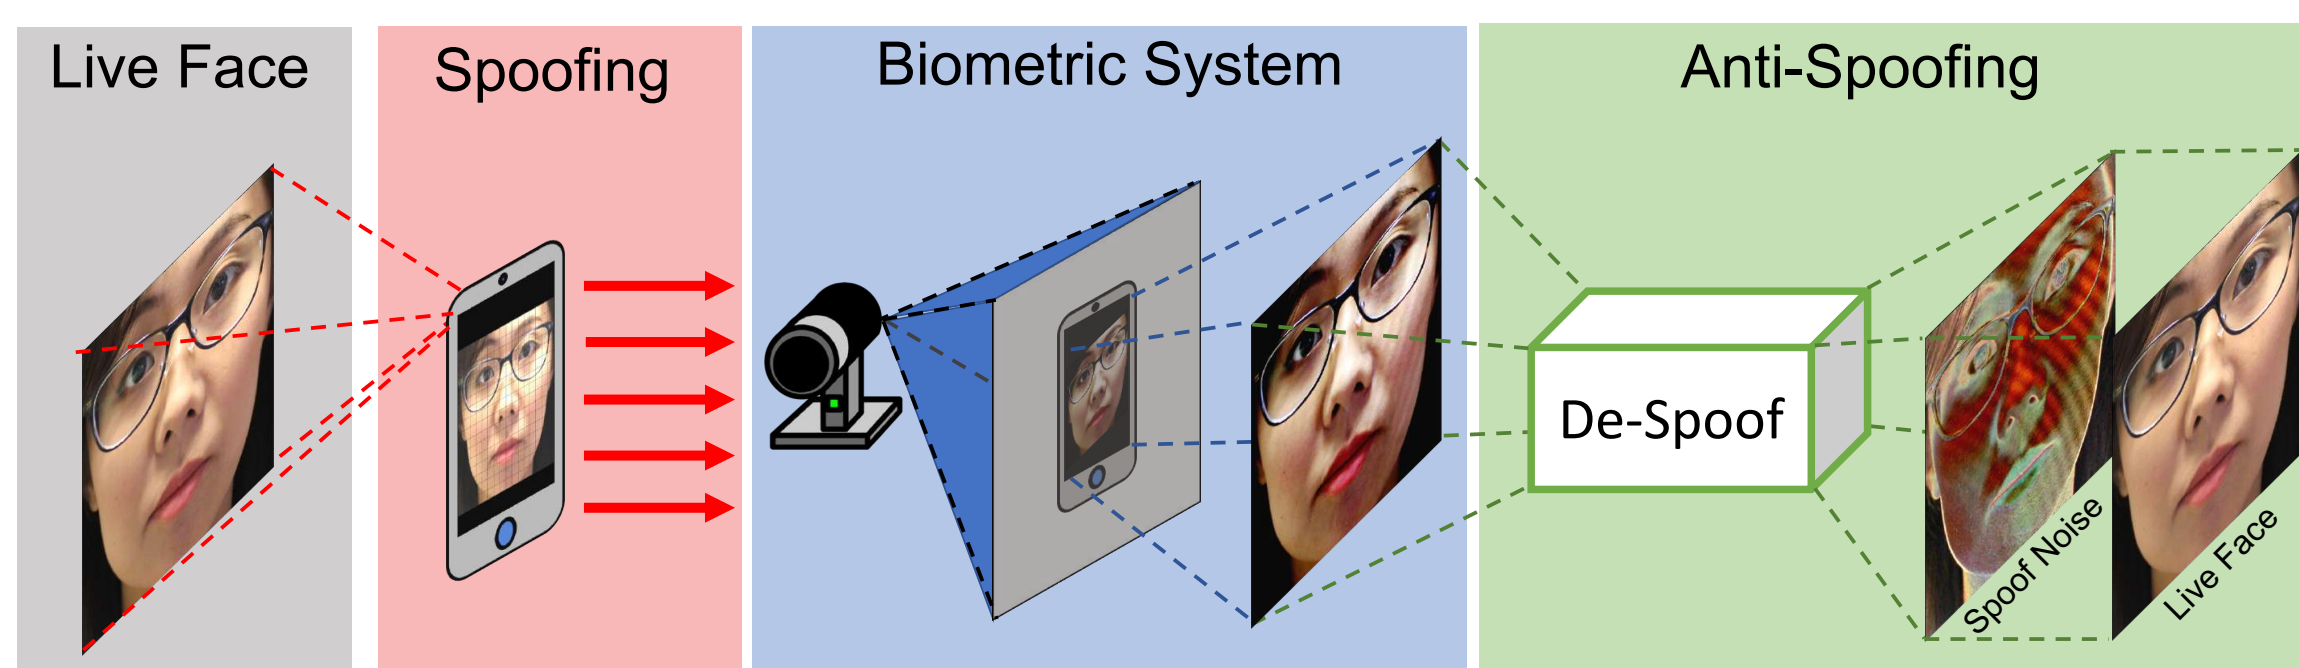 Live Face
Spoofing
Biometric System
Anti-Spoofing
De-Spoof
Spoof Noise
Live Face